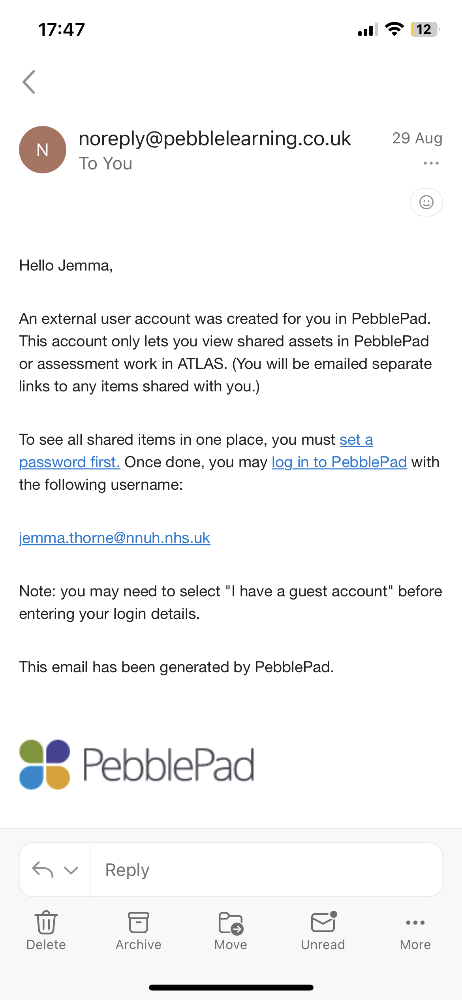 17:47
12
N
noreply@pebblelearning.co.uk
29 Aug
To You
Hello Jemma,
An external user account was created for you in PebblePad.
This account only lets you view shared assets in PebblePad
or assessment work in ATLAS. (You will be emailed separate
links to any items shared with you.)
To see all shared items in one place, you must set a
password first. Once done, you may log in to PebblePad with
the following username:
jemma.thorne@nnuh.nhs.uk
Note: you may need to select "I have a guest account" before
entering your login details.
This email has been generated by PebblePad.
PebblePad
Reply
Delete
Archive
Move
Unread
More